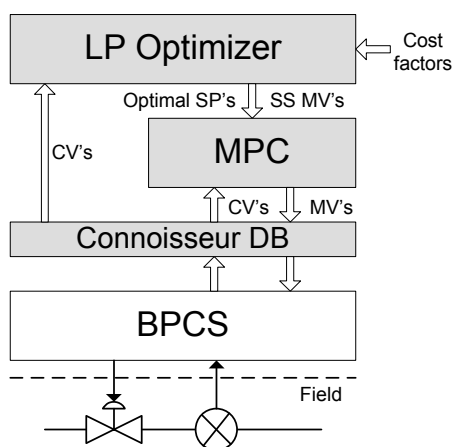 LP Optimizer
Cost
factors
Optimal SP's SS MV's
CV's
MPC
CV's MV's
Connoisseur DB
BPCS
Field